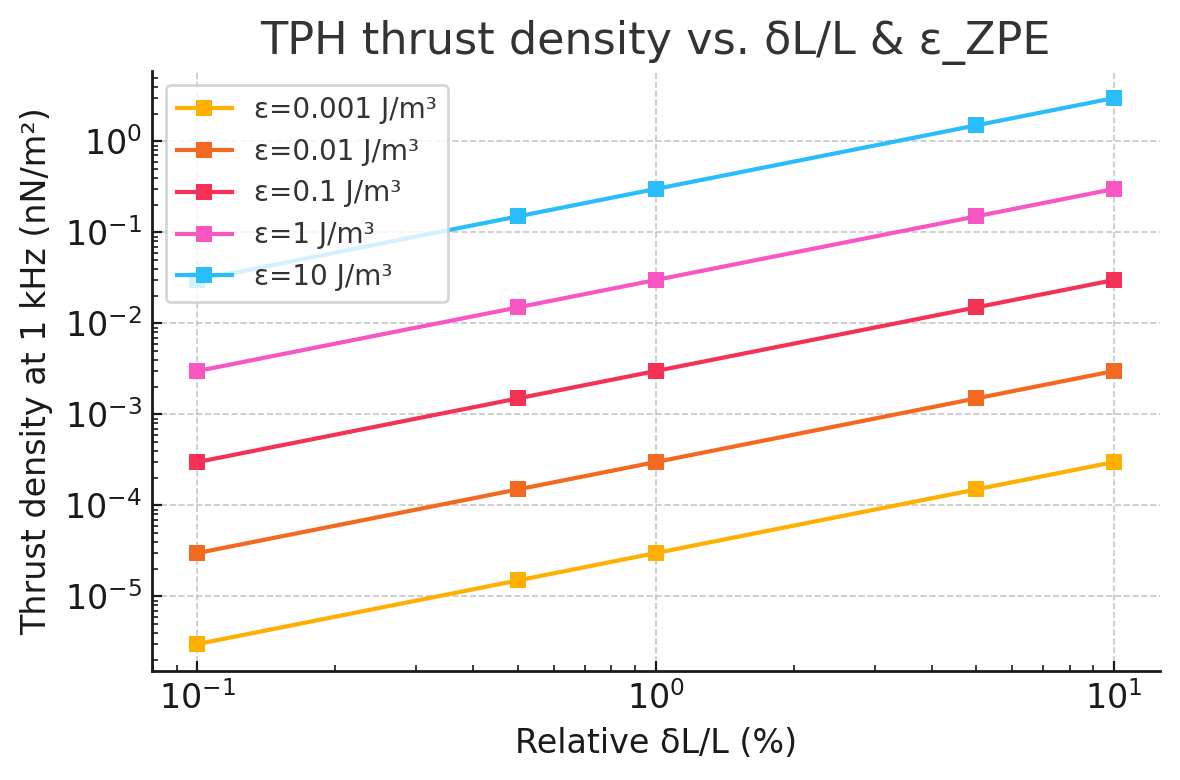 TPH thrust density vs. δL/L & ε_ZPE
Thrust density at 1 kHz (nN/m²)
10⁰
10⁻¹
10⁻²
10⁻³
10⁻⁴
10⁻⁵
ε=0.001 J/m³
ε=0.01 J/m³
ε=0.1 J/m³
ε=1 J/m³
ε=10 J/m³
10⁻¹
10⁰
10¹
Relative δL/L (%)